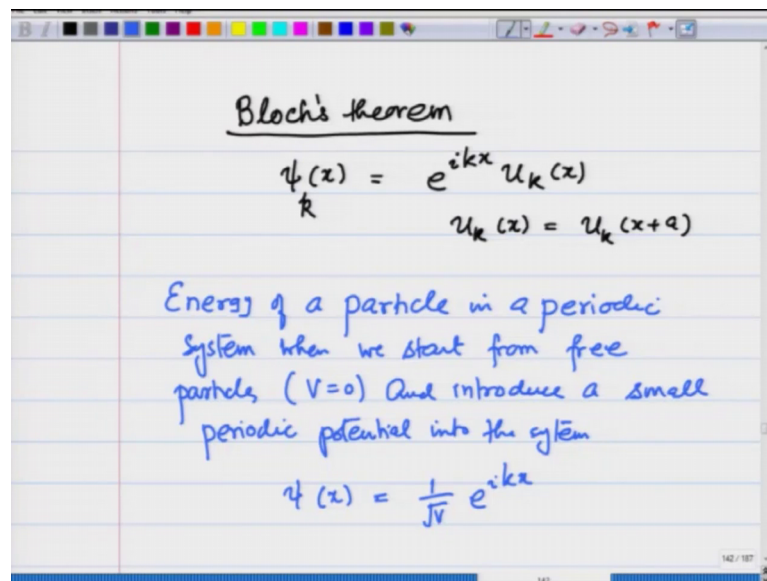 Bloch's theorem
ψ_k(x) = e^{ikx} u_k(x)
u_k(x) = u_k(x+a)
Energy of a particle in a periodic
system when we start from free
particle, (V=0) And introduce a small
periodic potential into the sytem
ψ(x) = 1/√V e^{ikx}
142 / 187